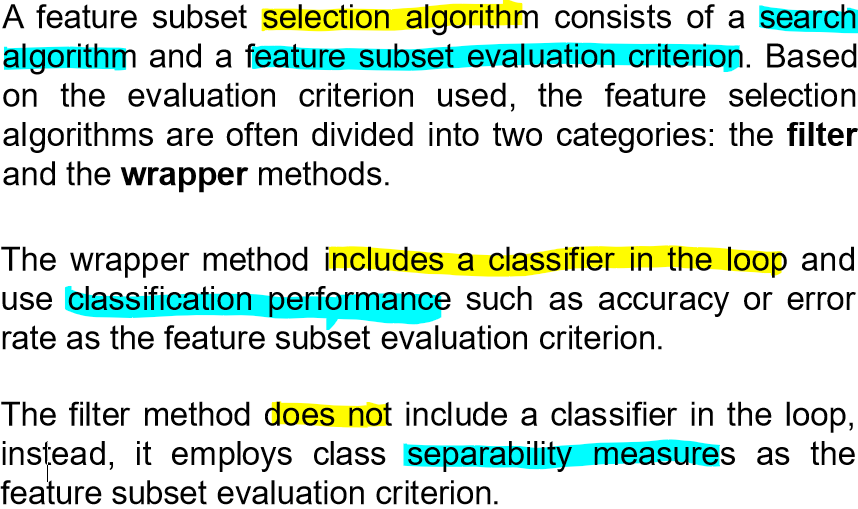 A feature subset selection algorithm consists of a search
algorithm and a feature subset evaluation criterion. Based
on the evaluation criterion used, the feature selection
algorithms are often divided into two categories: the filter
and the wrapper methods.
The wrapper method includes a classifier in the loop and
use classification performance such as accuracy or error
rate as the feature subset evaluation criterion.
The filter method does not include a classifier in the loop,
instead, it employs class separability measures as the
feature subset evaluation criterion.